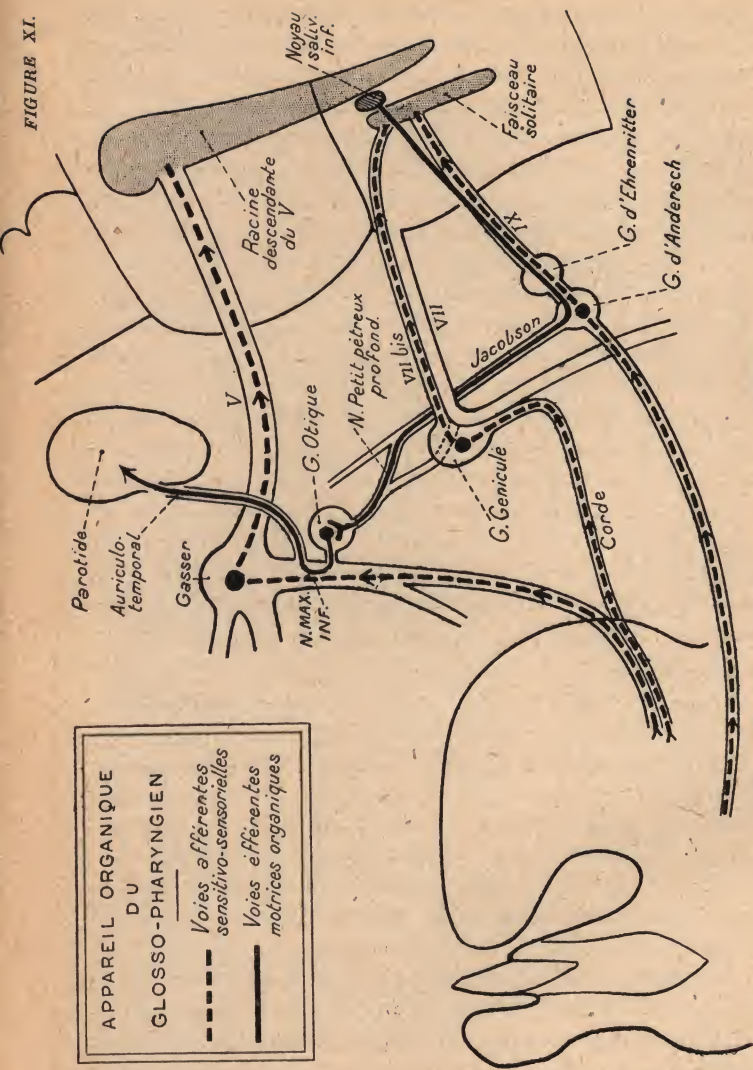 FIGURE XI.
APPAREIL ORGANIQUE
DU
GLOSSO-PHARYNGIEN
Voies afférentes
sensitivo-sensorielles
Voies éfférentes
motrices organiques
Parotide
Auriculo-
temporal
Gasser
N. MAX.
INF.
V
G. Otique
Racine
descendante
du V
Noyau
saliv.
inf.
Faisceau
solitaire
VII bis
VII
N. Petit pétreux
profond.
Jacobson
IX
G. d'Ehrenritter
G. d'Andersch
G. Géniculé
Corde